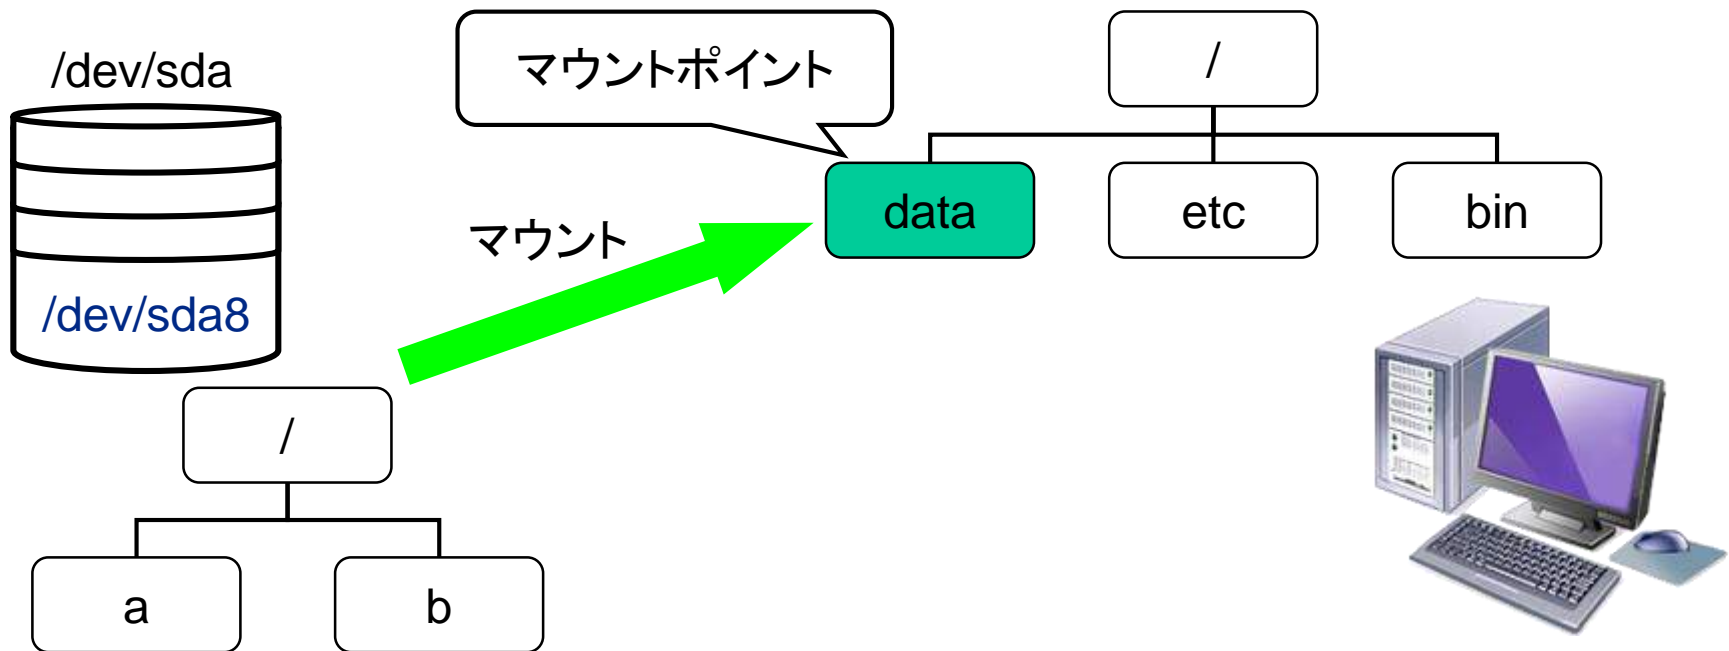 /dev/sda
/dev/sda8
/
a
b
マウント
マウントポイント
/
data
etc
bin